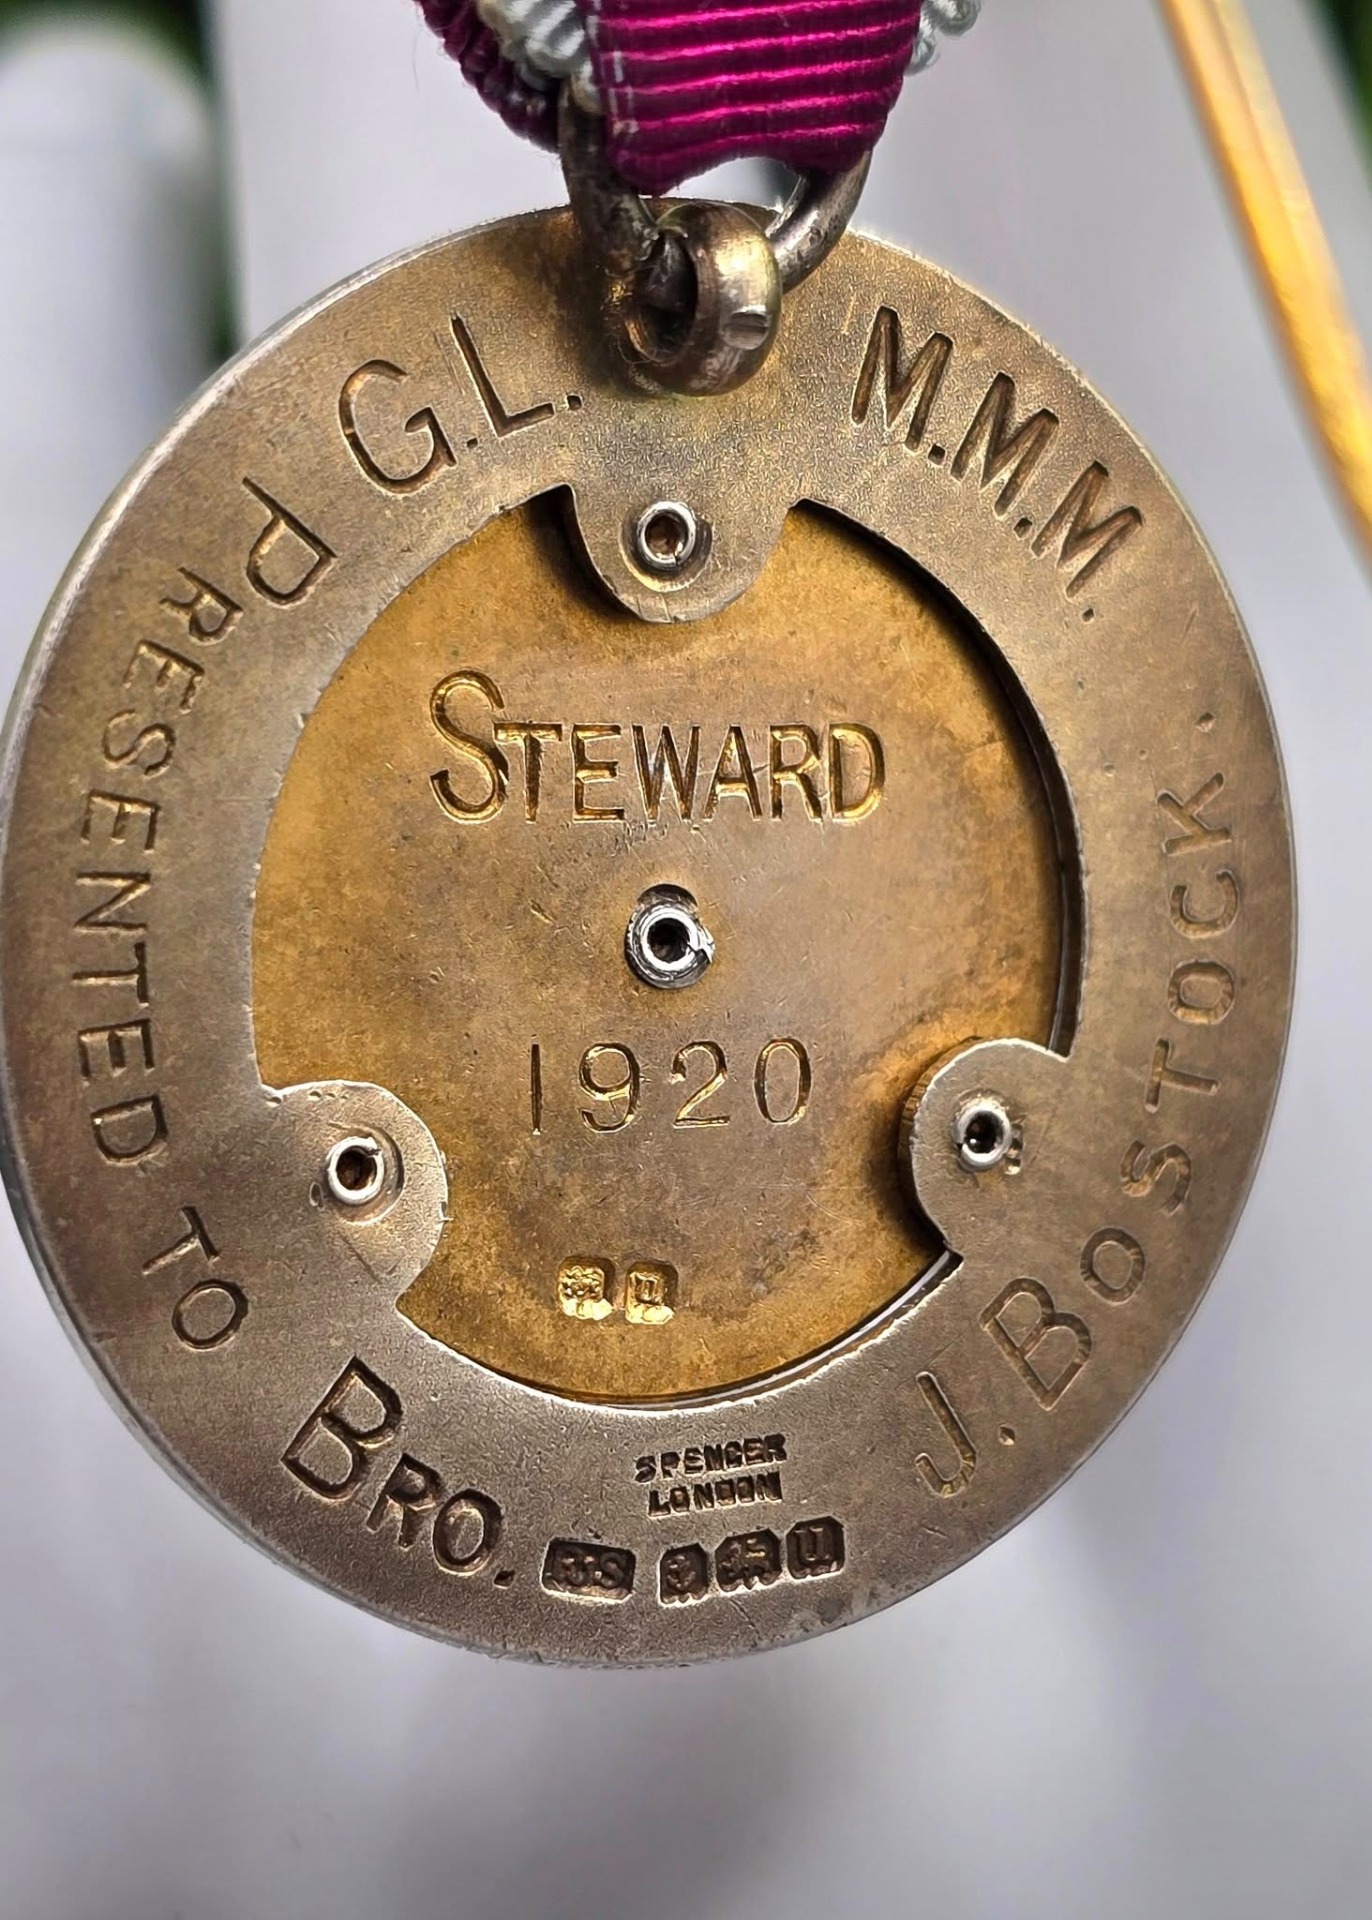 G.L. M.M.M.
PRESENTED TO BRO. J. BOSTOCK.
STEWARD
1920
U
SPENCER
LONDON
U